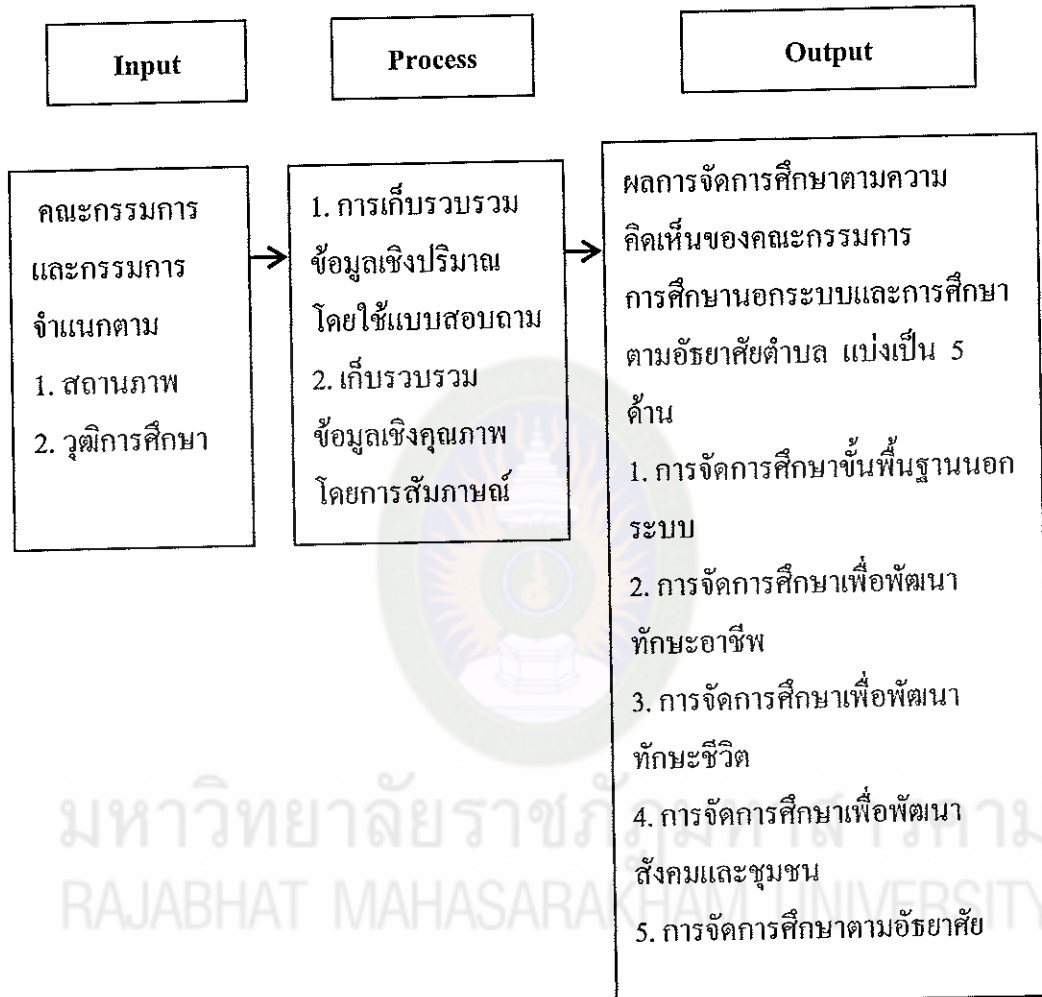 Input
Process
Output
คณะกรรมการ
และกรรมการ
จำแนกตาม
1. สถานภาพ
2. วุฒิการศึกษา
1. การเก็บรวบรวม
ข้อมูลเชิงปริมาณ
โดยใช้แบบสอบถาม
2. เก็บรวบรวม
ข้อมูลเชิงคุณภาพ
โดยการสัมภาษณ์
ผลการจัดการศึกษาตามความ
คิดเห็นของคณะกรรมการ
การศึกษานอกระบบและการศึกษา
ตามอัธยาศัยตำบล แบ่งเป็น 5
ด้าน
1. การจัดการศึกษาขั้นพื้นฐานนอก
ระบบ
2. การจัดการศึกษาเพื่อพัฒนา
ทักษะอาชีพ
3. การจัดการศึกษาเพื่อพัฒนา
ทักษะชีวิต
4. การจัดการศึกษาเพื่อพัฒนา
สังคมและชุมชน
5. การจัดการศึกษาตามอัธยาศัย
มหาวิทยาลัยราชภัฏมหาสารคาม
RAJABHAT MAHASARAKHAM UNIVERSITY